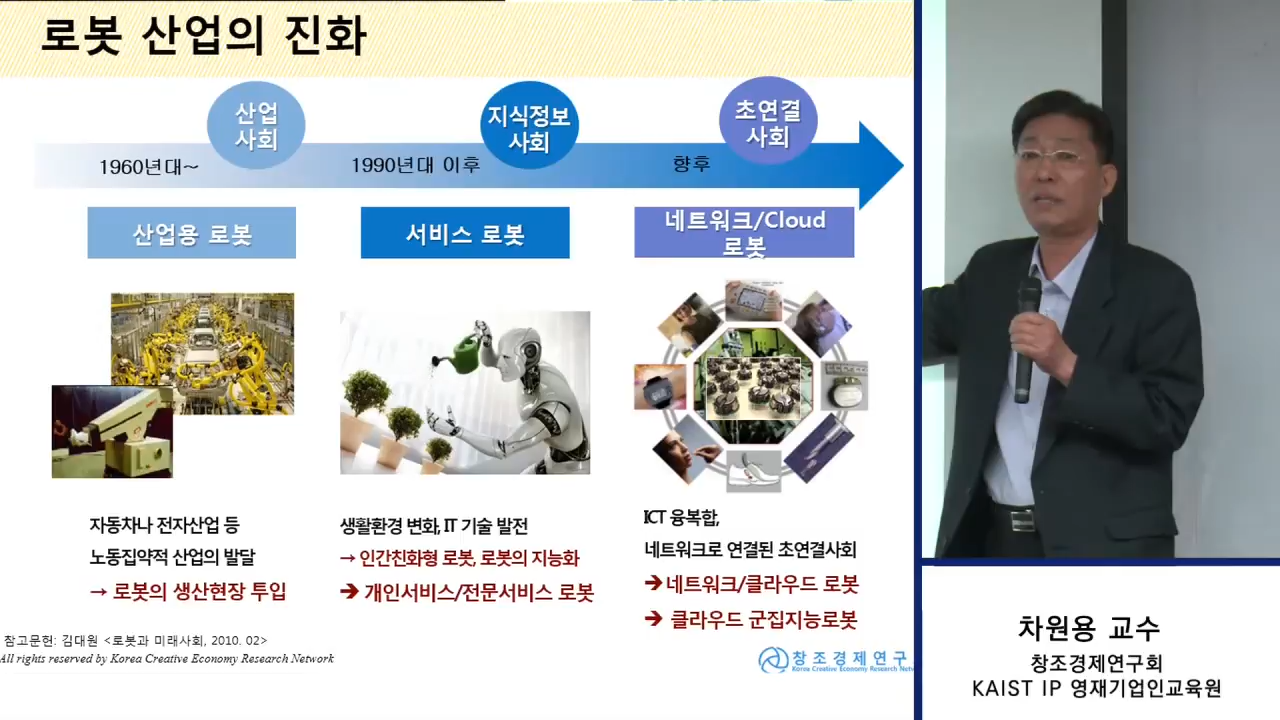 로봇 산업의 진화
산업
사회
지식정보
사회
초연결
사회
1960년대~
1990년대 이후
향후
산업용 로봇
서비스 로봇
네트워크/Cloud
로봇
자동차나 전자산업 등
노동집약적 산업의 발달
→ 로봇의 생산현장 투입
생활환경 변화, IT 기술 발전
→ 인간친화형 로봇, 로봇의 지능화
➔ 개인서비스/전문서비스 로봇
ICT 융복합,
네트워크로 연결된 초연결사회
➔네트워크/클라우드 로봇
➔ 클라우드 군집지능로봇
참고문헌: 김대원 <로봇과 미래사회, 2010. 02>
All rights reserved by Korea Creative Economy Research Network
창조경제연구
Korea Creative Economy Research Netw
차원용 교수
창조경제연구회
KAIST IP 영재기업인교육원